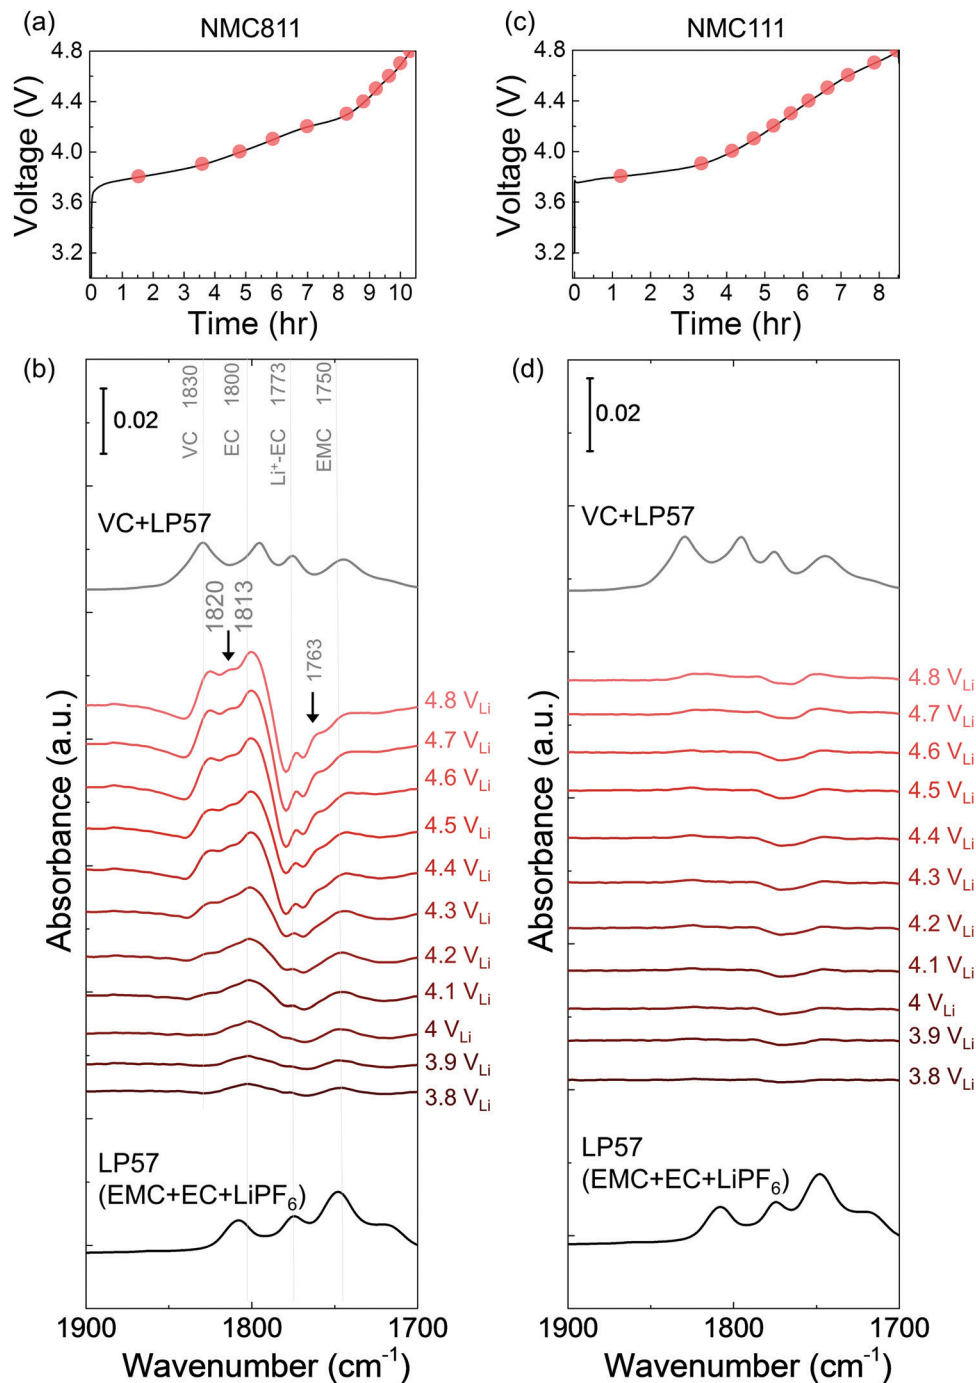 (a)
NMC811
4.8
4.4
4.0
3.6
3.2
Voltage (V)
0 1 2 3 4 5 6 7 8 9 10
Time (hr)
(c)
NMC111
4.8
4.4
4.0
3.6
3.2
Voltage (V)
0 1 2 3 4 5 6 7 8
Time (hr)
(b)
0.02
VC 1830
EC 1800
Li⁺-EC 1773
EMC 1750
VC+LP57
1820
1813
1763
4.8 V_Li
4.7 V_Li
4.6 V_Li
4.5 V_Li
4.4 V_Li
4.3 V_Li
4.2 V_Li
4.1 V_Li
4 V_Li
3.9 V_Li
3.8 V_Li
LP57
(EMC+EC+LiPF₆)
Absorbance (a.u.)
1900 1800 1700
Wavenumber (cm⁻¹)
(d)
0.02
VC+LP57
4.8 V_Li
4.7 V_Li
4.6 V_Li
4.5 V_Li
4.4 V_Li
4.3 V_Li
4.2 V_Li
4.1 V_Li
4 V_Li
3.9 V_Li
3.8 V_Li
LP57
(EMC+EC+LiPF₆)
Absorbance (a.u.)
1900 1800 1700
Wavenumber (cm⁻¹)